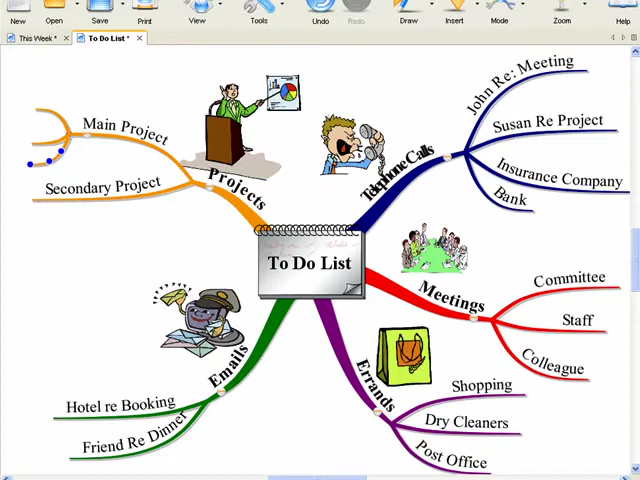 New Open Save Print View Tools Undo Redo Draw Insert Mode Zoom Help
This Week * To Do List *
Main Project
Secondary Project
Projects
Telephone Calls
John Re: Meeting
Susan Re Project
Insurance Company
Bank
To Do List
Meetings
Committee
Staff
Colleague
Emails
Hotel re Booking
Friend Re Dinner
Errands
Shopping
Dry Cleaners
Post Office